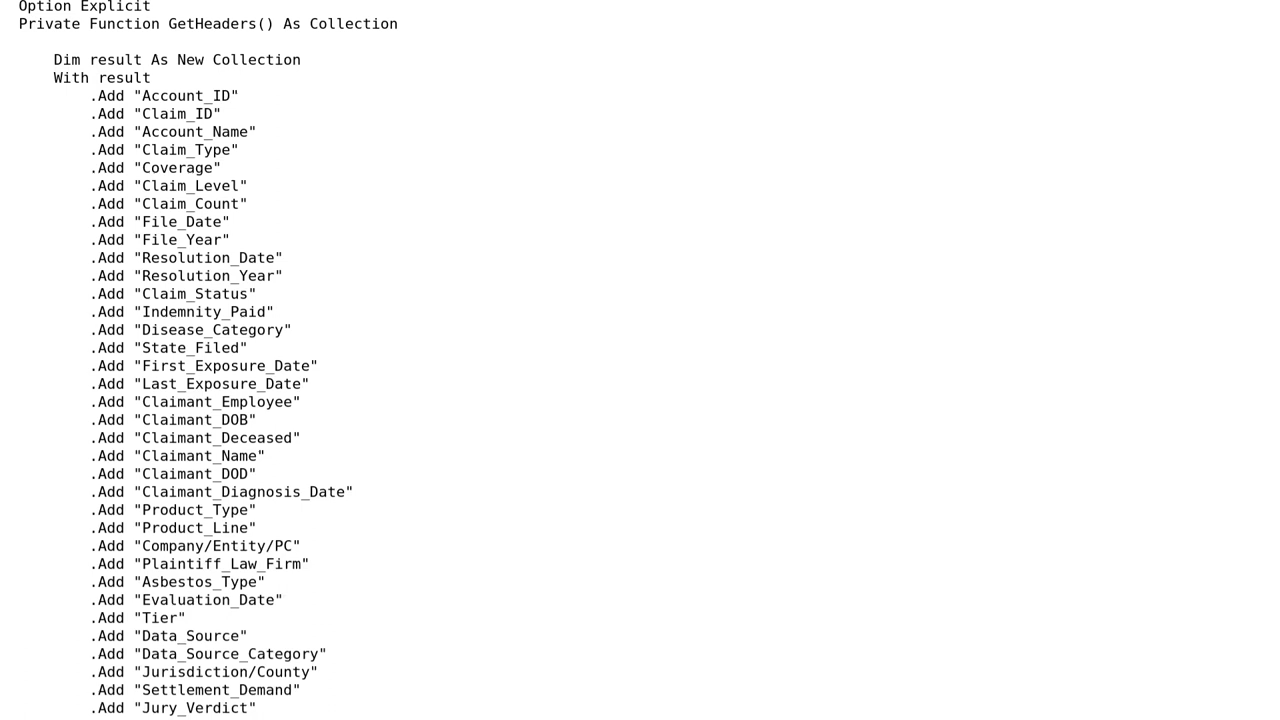 Option Explicit
Private Function GetHeaders() As Collection
Dim result As New Collection
With result
.Add "Account_ID"
.Add "Claim_ID"
.Add "Account_Name"
.Add "Claim_Type"
.Add "Coverage"
.Add "Claim_Level"
.Add "Claim_Count"
.Add "File_Date"
.Add "File_Year"
.Add "Resolution_Date"
.Add "Resolution_Year"
.Add "Claim_Status"
.Add "Indemnity_Paid"
.Add "Disease_Category"
.Add "State_Filed"
.Add "First_Exposure_Date"
.Add "Last_Exposure_Date"
.Add "Claimant_Employee"
.Add "Claimant_DOB"
.Add "Claimant_Deceased"
.Add "Claimant_Name"
.Add "Claimant_DOD"
.Add "Claimant_Diagnosis_Date"
.Add "Product_Type"
.Add "Product_Line"
.Add "Company/Entity/PC"
.Add "Plaintiff_Law_Firm"
.Add "Asbestos_Type"
.Add "Evaluation_Date"
.Add "Tier"
.Add "Data_Source"
.Add "Data_Source_Category"
.Add "Jurisdiction/County"
.Add "Settlement_Demand"
.Add "Jury_Verdict"